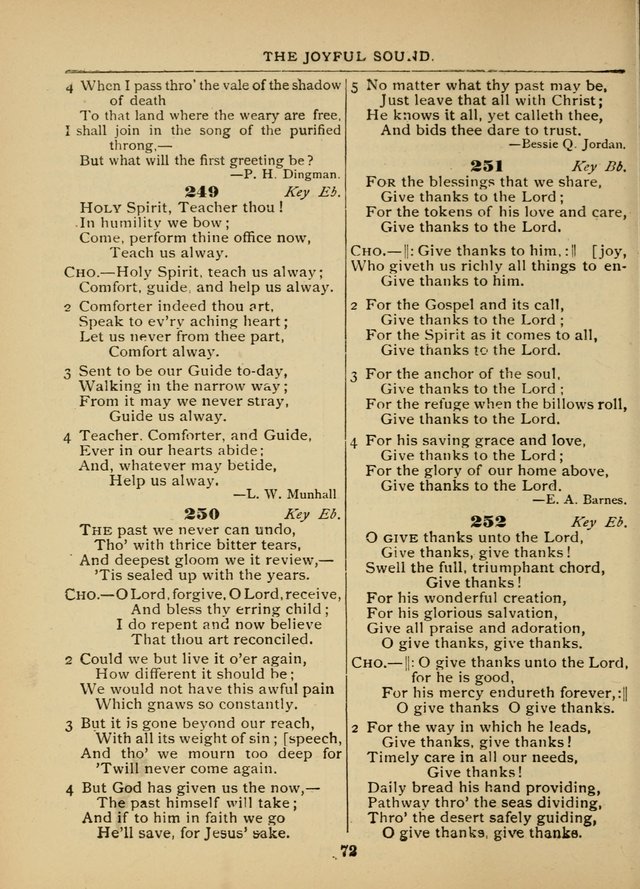 THE JOYFUL SOUND.
4 When I pass thro' the vale of the shadow
of death
To that land where the weary are free,
I shall join in the song of the purified
throng,—
But what will the first greeting be?
—P. H. Dingman.
249 Key Eb.
HOLY Spirit, Teacher thou!
In humility we bow;
Come, perform thine office now,
Teach us alway.
CHO.—Holy Spirit, teach us alway;
Comfort, guide, and help us alway.
2 Comforter indeed thou art,
Speak to ev'ry aching heart;
Let us never from thee part,
Comfort alway.
3 Sent to be our Guide to-day,
Walking in the narrow way;
From it may we never stray,
Guide us alway.
4 Teacher. Comforter, and Guide,
Ever in our hearts abide;
And, whatever may betide,
Help us alway.
—L. W. Munhall
250 Key Eb.
THE past we never can undo,
Tho' with thrice bitter tears,
And deepest gloom we it review,—
'Tis sealed up with the years.
CHO.—O Lord, forgive, O Lord, receive,
And bless thy erring child;
I do repent and now believe
That thou art reconciled.
2 Could we but live it o'er again,
How different it should be;
We would not have this awful pain
Which gnaws so constantly.
3 But it is gone beyond our reach,
With all its weight of sin; [speech,
And tho' we mourn too deep for
'Twill never come again.
4 But God has given us the now,—
The past himself will take;
And if to him in faith we go
He'll save, for Jesus' sake.
5 No matter what thy past may be,
Just leave that all with Christ;
He knows it all, yet calleth thee,
And bids thee dare to trust.
—Bessie Q. Jordan.
251 Key Bb.
FOR the blessings that we share,
Give thanks to the Lord;
For the tokens of his love and care,
Give thanks to the Lord.
CHO.—‖: Give thanks to him, :‖ [joy,
Who giveth us richly all things to en-
Give thanks to him.
2 For the Gospel and its call,
Give thanks to the Lord;
For the Spirit as it comes to all,
Give thanks to the Lord.
3 For the anchor of the soul,
Give thanks to the Lord;
For the refuge when the billows roll,
Give thanks to the Lord.
4 For his saving grace and love,
Give thanks to the Lord;
For the glory of our home above,
Give thanks to the Lord.
—E. A. Barnes.
252 Key Eb.
O GIVE thanks unto the Lord,
Give thanks, give thanks!
Swell the full, triumphant chord,
Give thanks!
For his wonderful creation,
For his glorious salvation,
Give all praise and adoration,
O give thanks, give thanks.
CHO.—‖: O give thanks unto the Lord,
for he is good,
For his mercy endureth forever, :‖
O give thanks O give thanks.
2 For the way in which he leads,
Give thanks, give thanks!
Timely care in all our needs,
Give thanks!
Daily bread his hand providing,
Pathway thro' the seas dividing,
Thro' the desert safely guiding,
O give thanks, give thanks.
72